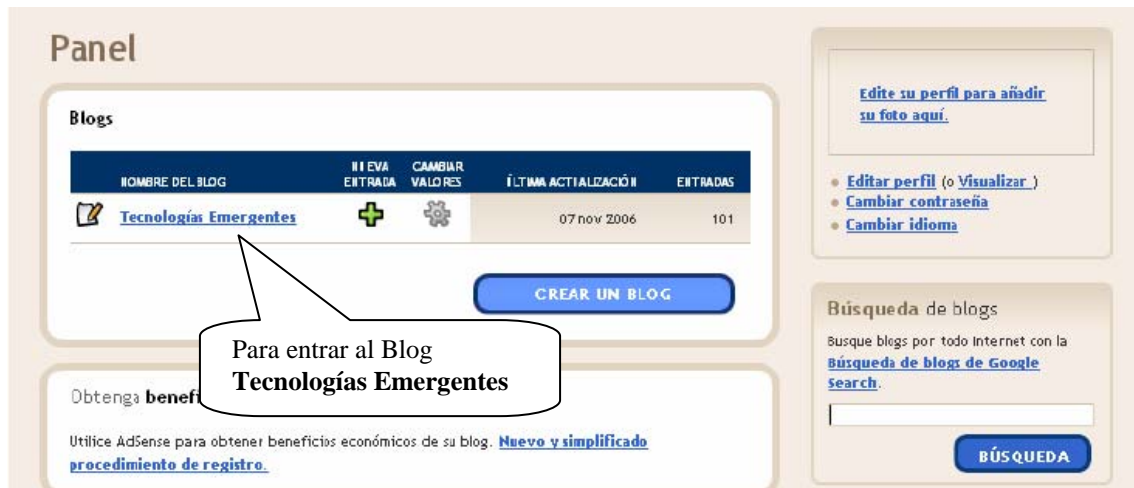 Panel
Blogs
NOMBRE DEL BLOG
NUEVA
ENTRADA
CAMBIAR
VALORES
ÚLTIMA ACTUALIZACIÓN
ENTRADAS
Tecnologías Emergentes
07 nov 2006
101
CREAR UN BLOG
Para entrar al Blog
Tecnologías Emergentes
Obtenga
Utilice AdSense para obtener beneficios económicos de su blog. Nuevo y simplificado
procedimiento de registro.
Edite su perfil para añadir
su foto aquí.
Editar perfil (o Visualizar )
Cambiar contraseña
Cambiar idioma
Búsqueda de blogs
Busque blogs por todo Internet con la
Búsqueda de blogs de Google
Search.
BÚSQUEDA